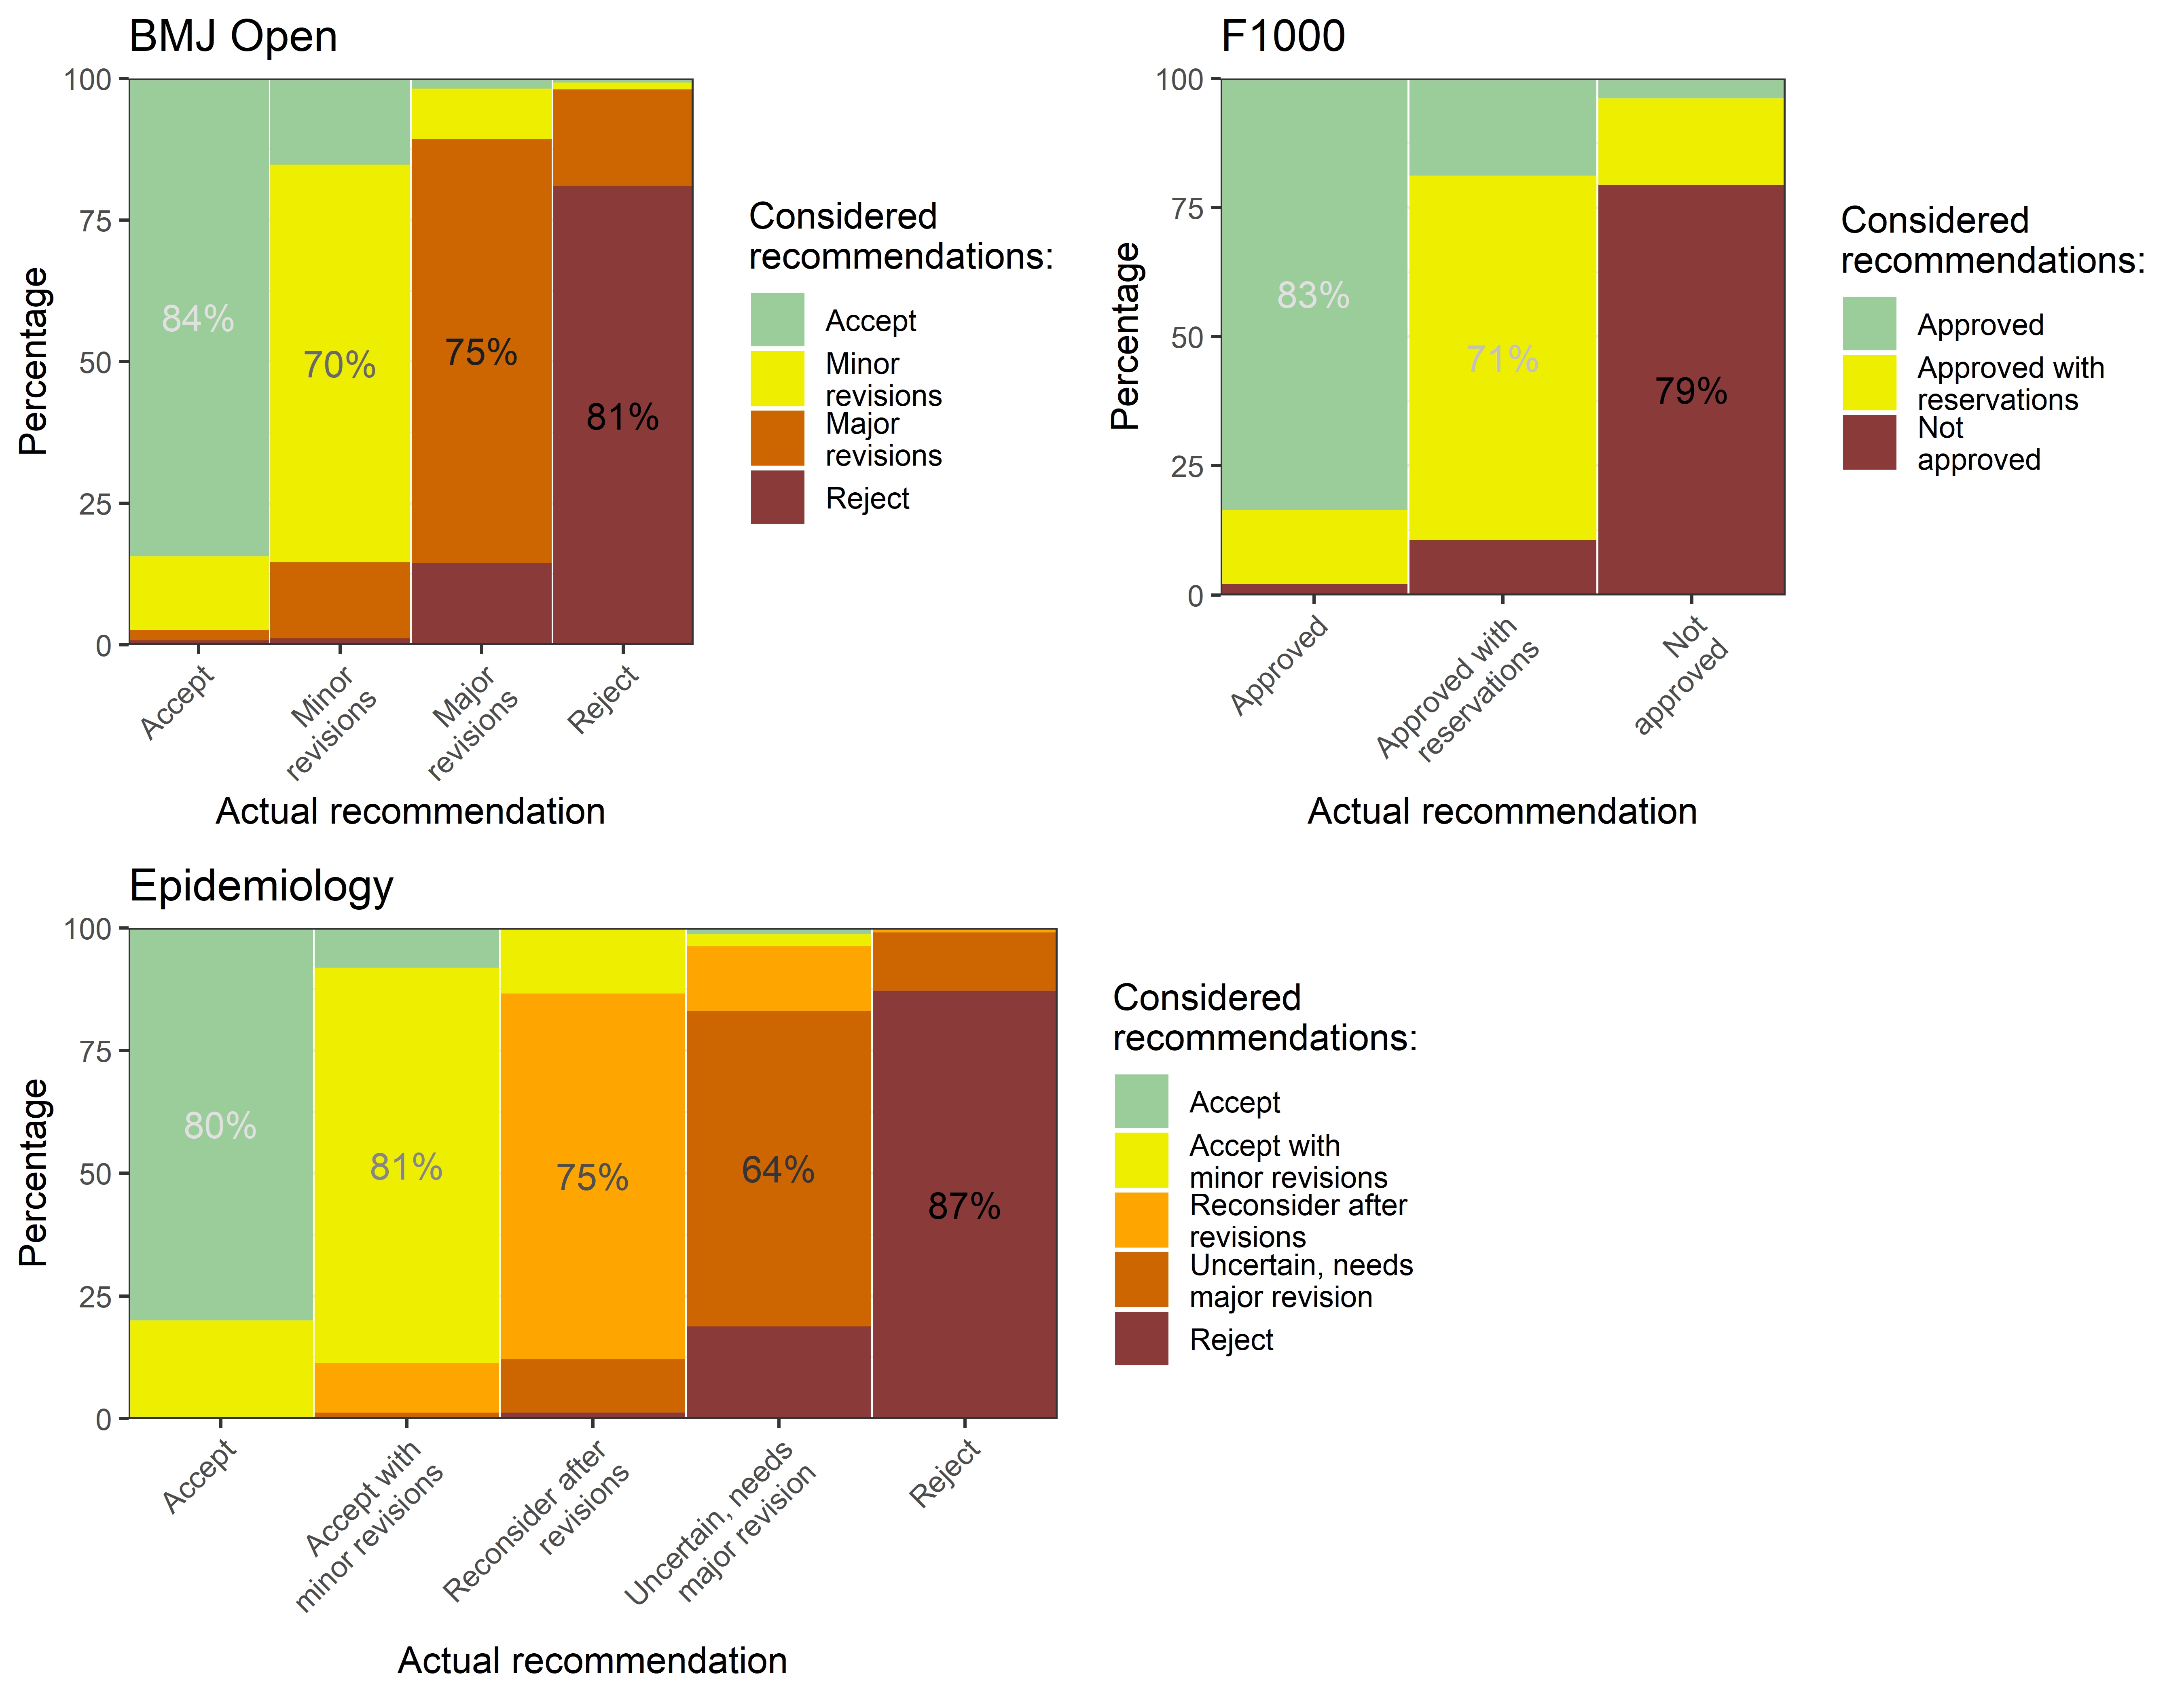 BMJ Open
100
75
50
25
0
Percentage
84%
70%
75%
81%
Accept
Minor
revisions
Major
revisions
Reject
Actual recommendation
Considered
recommendations:
Accept
Minor
revisions
Major
revisions
Reject
F1000
100
75
50
25
0
Percentage
83%
71%
79%
Approved
Approved with
reservations
Not
approved
Actual recommendation
Considered
recommendations:
Approved
Approved with
reservations
Not
approved
Epidemiology
100
75
50
25
0
Percentage
80%
81%
75%
64%
87%
Accept
Accept with
minor revisions
Reconsider after
revisions
Uncertain, needs
major revision
Reject
Actual recommendation
Considered
recommendations:
Accept
Accept with
minor revisions
Reconsider after
revisions
Uncertain, needs
major revision
Reject